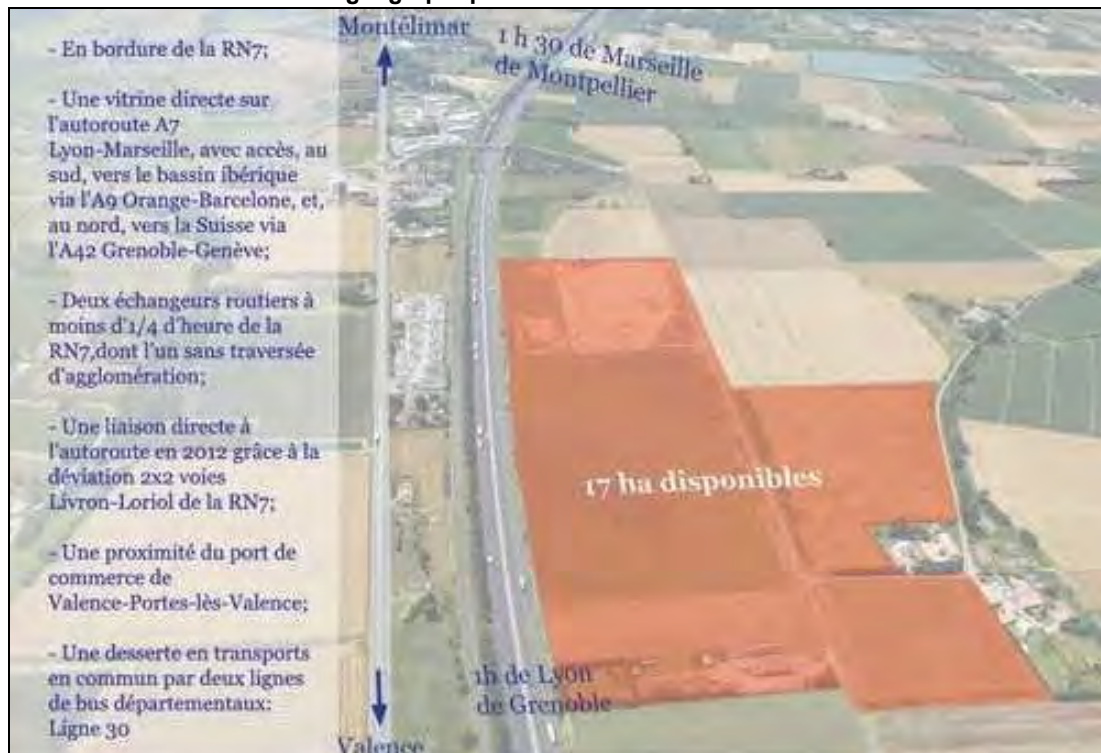 - En bordure de la RN7;
- Une vitrine directe sur
l'autoroute A7
Lyon-Marseille, avec accès, au
sud, vers le bassin ibérique
via l'A9 Orange-Barcelone, et,
au nord, vers la Suisse via
l'A42 Grenoble-Genève;
- Deux échangeurs routiers à
moins d'1/4 d'heure de la
RN7,dont l'un sans traversée
d'agglomération;
- Une liaison directe à
l'autoroute en 2012 grâce à la
déviation 2x2 voies
Livron-Loriol de la RN7;
- Une proximité du port de
commerce de
Valence-Portes-lès-Valence;
- Une desserte en transports
en commun par deux lignes
de bus départementaux:
Ligne 30
Montélimar
1 h 30 de Marseille
de Montpellier
17 ha disponibles
1h de Lyon
de Grenoble
Valence